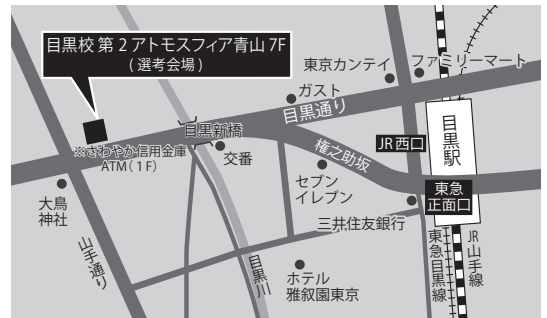 目黒校 第2アトモスフィア青山 7F
(選考会場)
東京カンテイ
ファミリーマート
ガスト
目黒通り
目黒新橋
※さわやか信用金庫
ATM(1F)
交番
権之助坂
JR西口
目黒駅
セブン
イレブン
東急
正面口
大鳥
神社
三井住友銀行
山手通り
目黒川
ホテル
雅叙園東京
東急目黒線
JR山手線